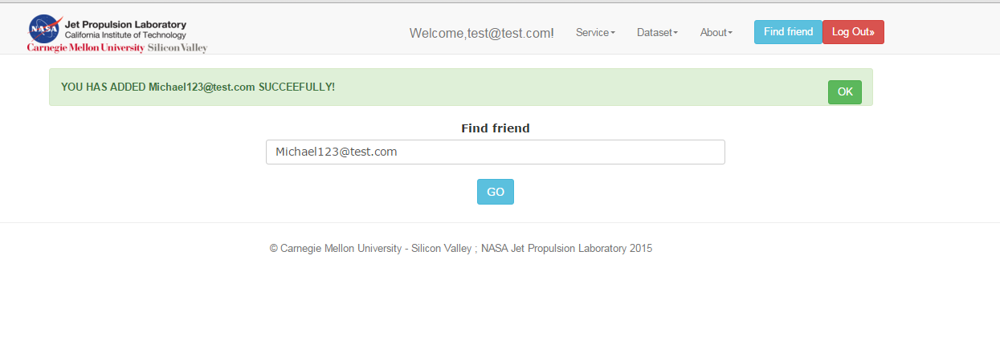 NASA
Jet Propulsion Laboratory
California Institute of Technology
Carnegie Mellon University Silicon Valley
Welcome,test@test.com!
Service
Dataset
About
Find friend
Log Out»
YOU HAS ADDED Michael123@test.com SUCCEEFULLY!
OK
Find friend
Michael123@test.com
GO
© Carnegie Mellon University - Silicon Valley ; NASA Jet Propulsion Laboratory 2015